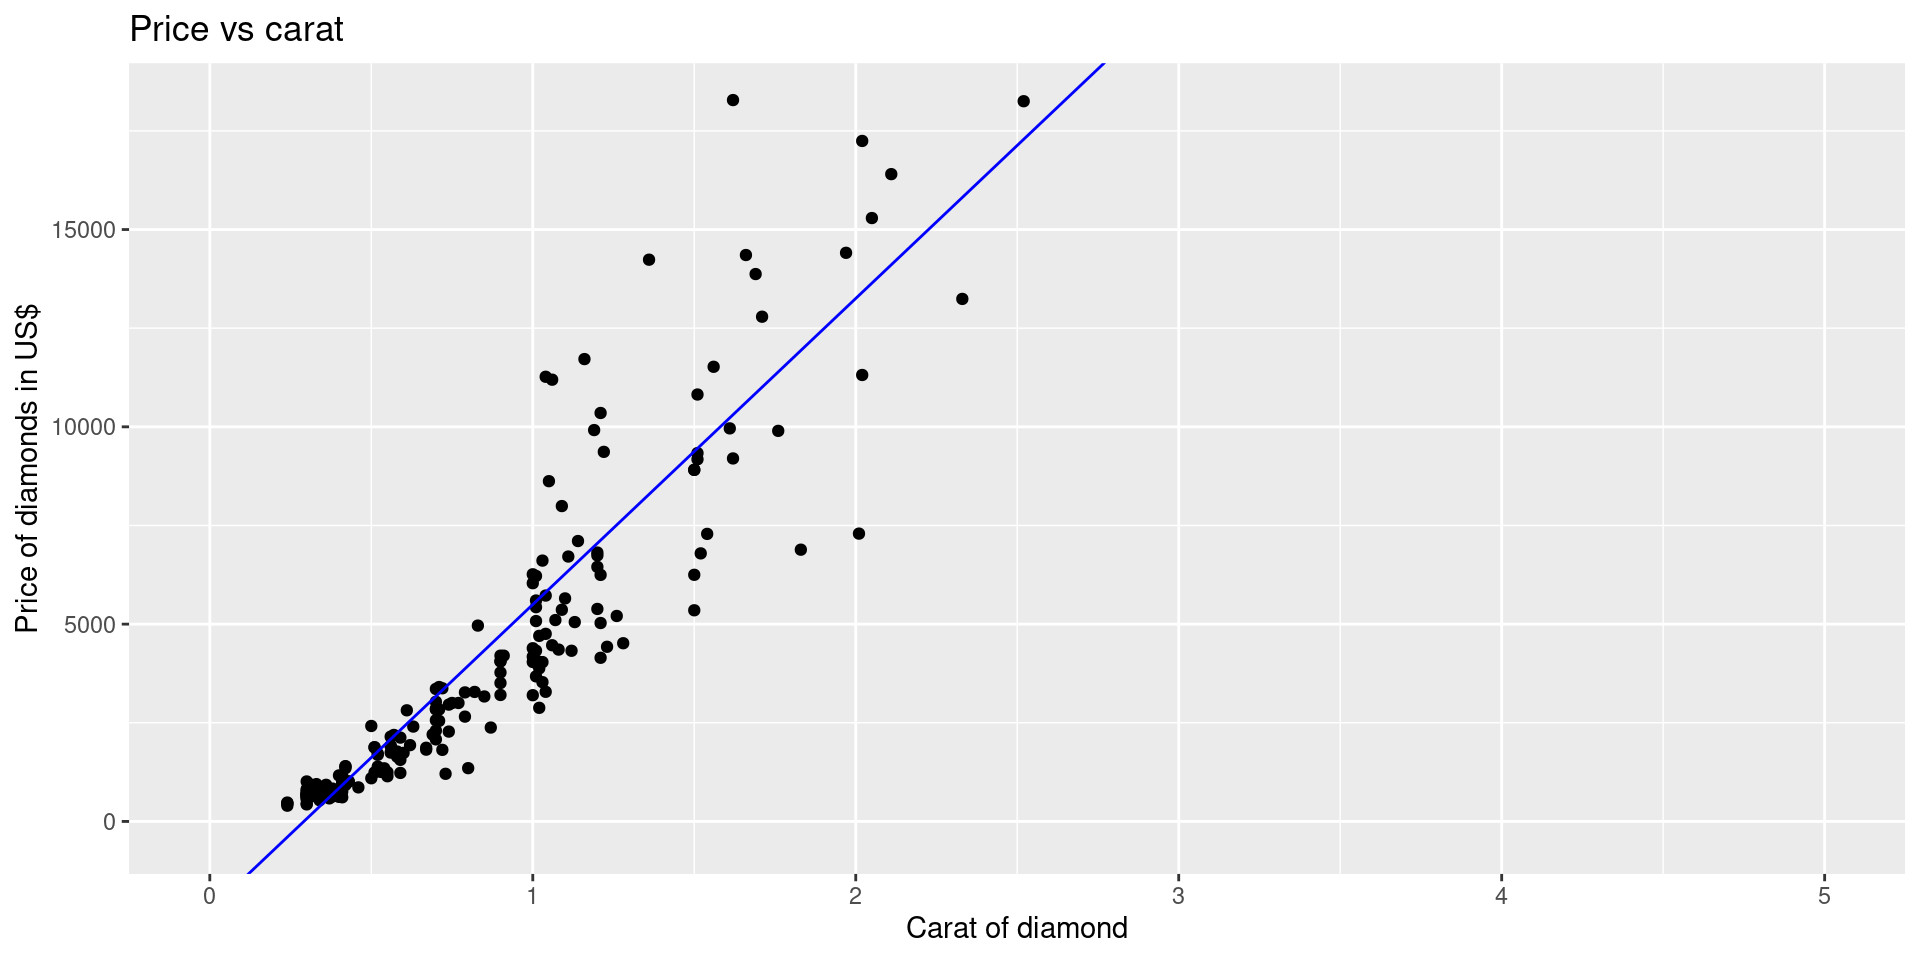 Price vs carat
Price of diamonds in US$
15000
10000
5000
0
0 1 2 3 4 5
Carat of diamond